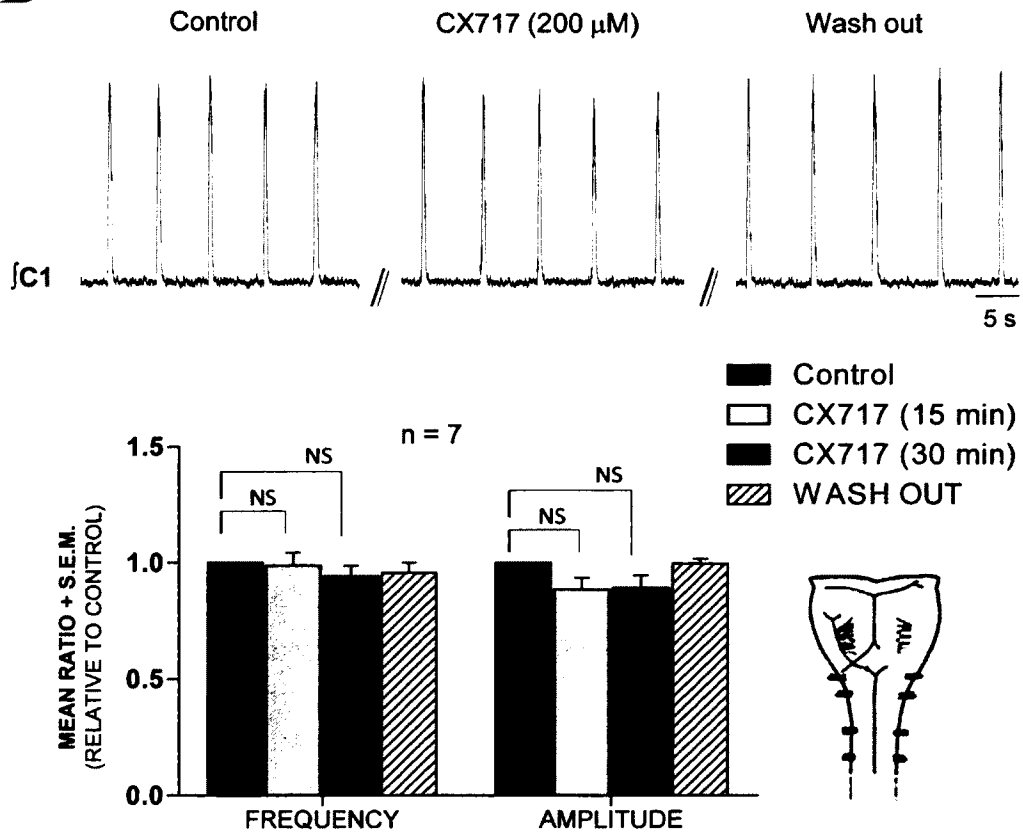 Control CX717 (200 μM) Wash out
∫C1
5 s
Control
CX717 (15 min)
CX717 (30 min)
WASH OUT
n = 7
1.5
1.0
0.5
0.0
MEAN RATIO + S.E.M.
(RELATIVE TO CONTROL)
NS
NS
NS
NS
FREQUENCY AMPLITUDE